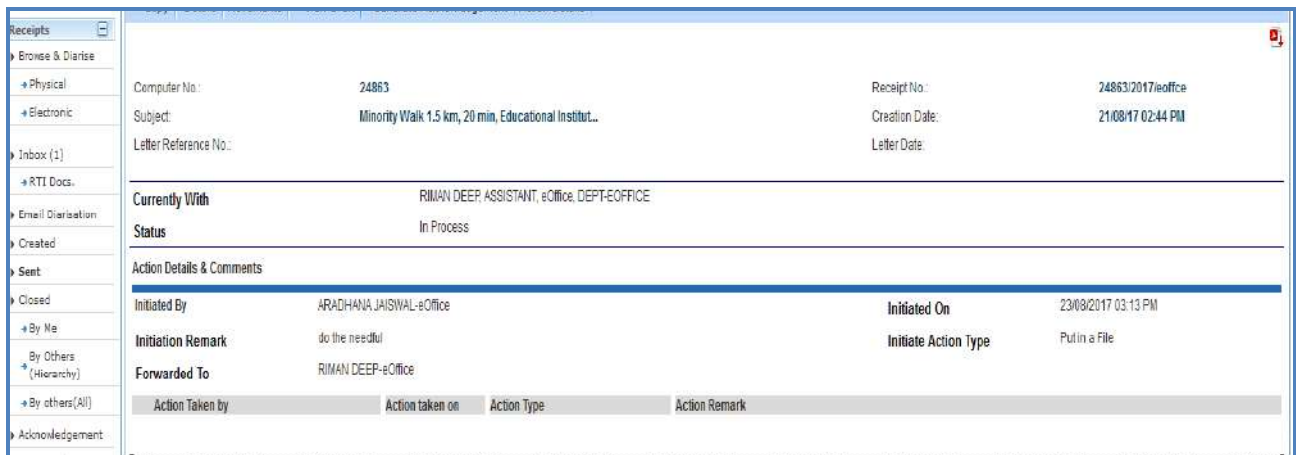 Receipts
Browse & Diarise
Physical
Electronic
Inbox (1)
RTI Docs.
Email Diarisation
Created
Sent
Closed
By Me
By Others
(Hierarchy)
By others(All)
Acknowledgement
Computer No.: 24863 Receipt No.: 24863/2017/eoffce
Subject: Minority Walk 1.5 km, 20 min, Educational Institut... Creation Date: 21/08/17 02:44 PM
Letter Reference No.: Letter Date:
Currently With RIMAN DEEP, ASSISTANT, eOffice, DEPT-EOFFICE
Status In Process
Action Details & Comments
Initiated By ARADHANA JAISWAL-eOffice Initiated On 23/08/2017 03:13 PM
Initiation Remark do the needful Initiate Action Type Put in a File
Forwarded To RIMAN DEEP-eOffice
Action Taken by Action taken on Action Type Action Remark